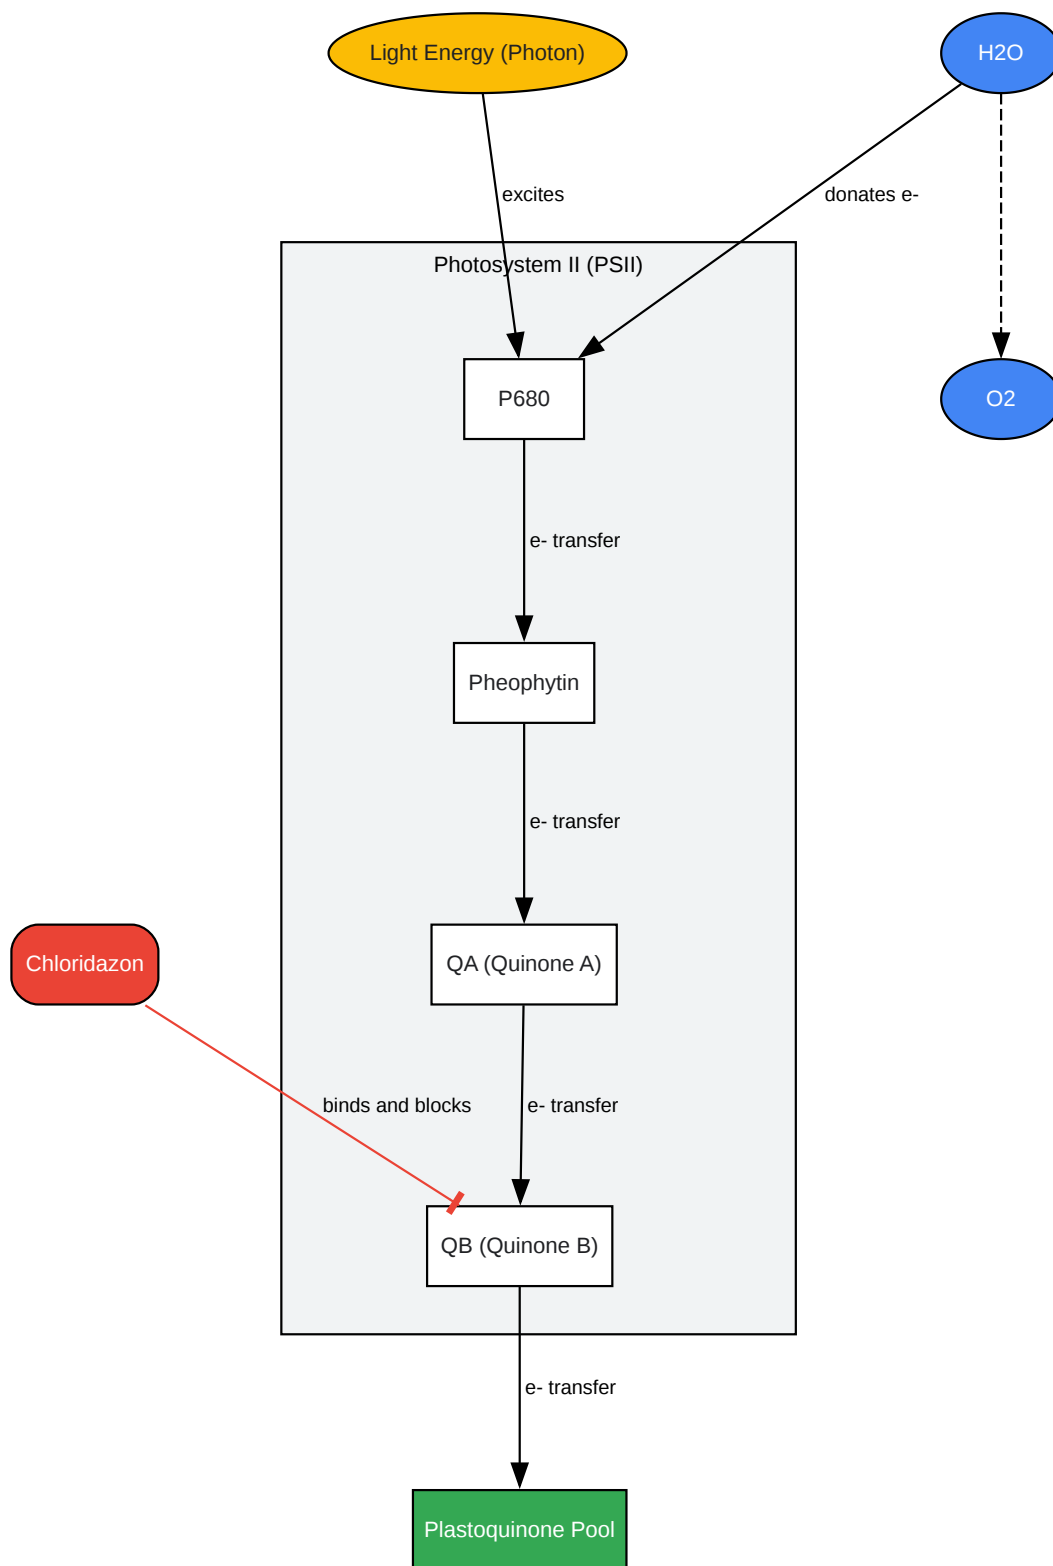 Light Energy (Photon)
H2O
excites
donates e-
Photosystem II (PSII)
P680
O2
e- transfer
Pheophytin
e- transfer
Chloridazon
QA (Quinone A)
binds and blocks
e- transfer
QB (Quinone B)
e- transfer
Plastoquinone Pool